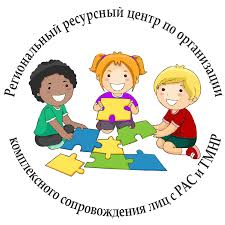 Региональный ресурсный центр по организации
комплексного сопровождения лиц с РАС и ТМНР